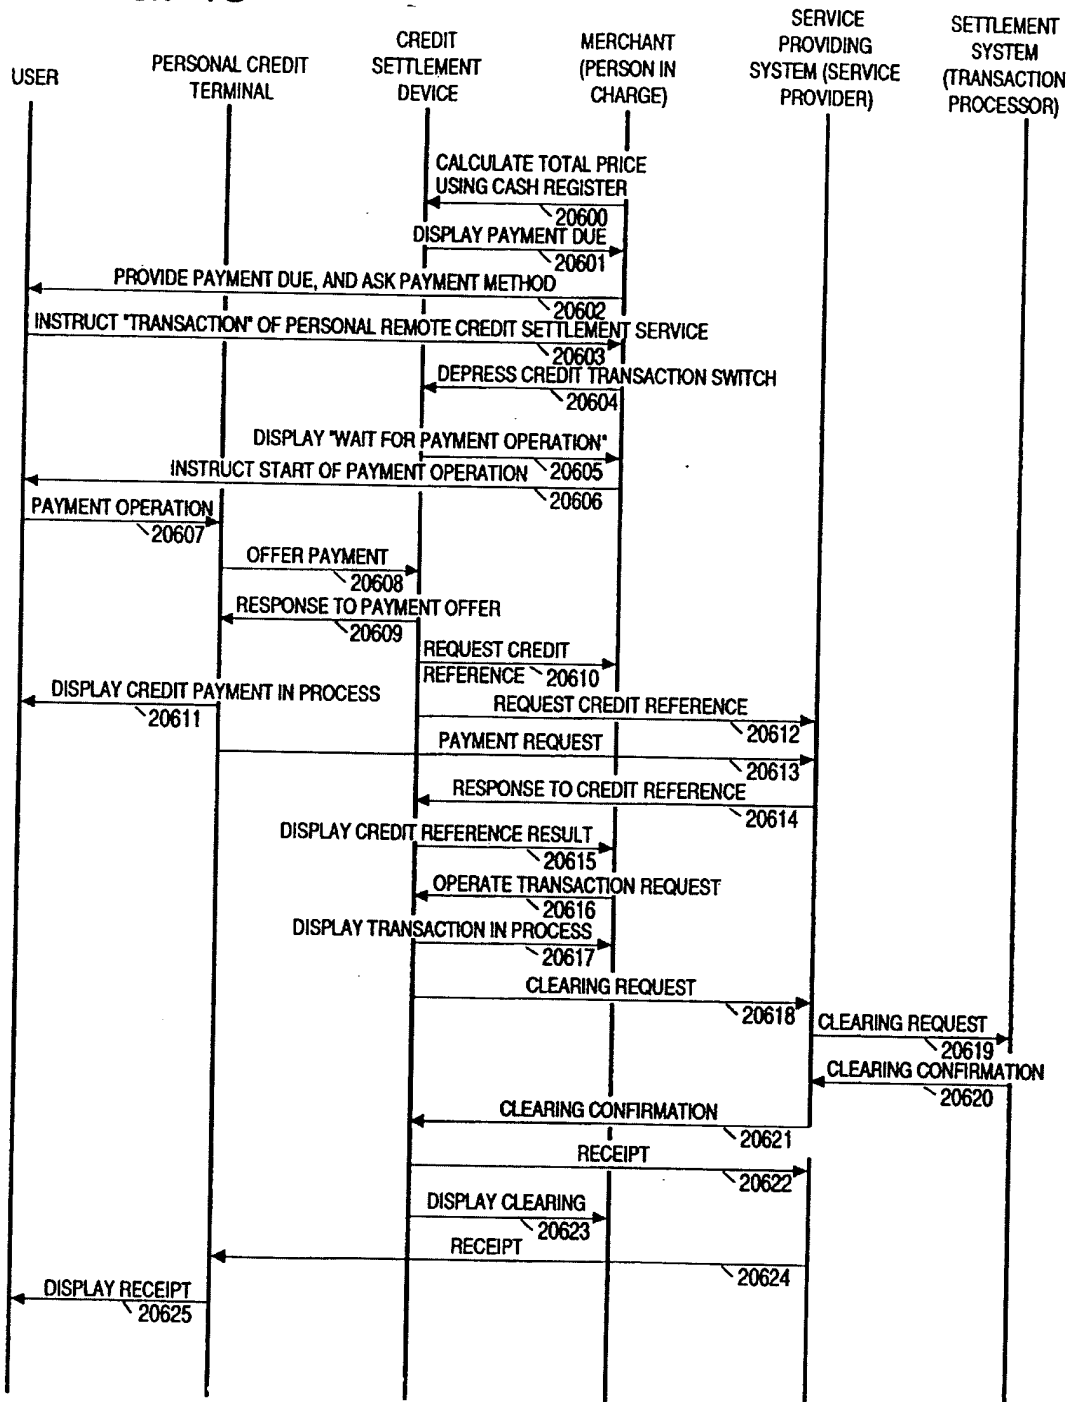 USER
PERSONAL CREDIT
TERMINAL
CREDIT
SETTLEMENT
DEVICE
MERCHANT
(PERSON IN
CHARGE)
SERVICE
PROVIDING
SYSTEM (SERVICE
PROVIDER)
SETTLEMENT
SYSTEM
(TRANSACTION
PROCESSOR)
CALCULATE TOTAL PRICE
USING CASH REGISTER
20600
DISPLAY PAYMENT DUE
20601
PROVIDE PAYMENT DUE, AND ASK PAYMENT METHOD
20602
INSTRUCT "TRANSACTION" OF PERSONAL REMOTE CREDIT SETTLEMENT SERVICE
20603
DEPRESS CREDIT TRANSACTION SWITCH
20604
DISPLAY "WAIT FOR PAYMENT OPERATION"
20605
INSTRUCT START OF PAYMENT OPERATION
20606
PAYMENT OPERATION
20607
OFFER PAYMENT
20608
RESPONSE TO PAYMENT OFFER
20609
REQUEST CREDIT
REFERENCE
20610
DISPLAY CREDIT PAYMENT IN PROCESS
20611
REQUEST CREDIT REFERENCE
20612
PAYMENT REQUEST
20613
RESPONSE TO CREDIT REFERENCE
20614
DISPLAY CREDIT REFERENCE RESULT
20615
OPERATE TRANSACTION REQUEST
20616
DISPLAY TRANSACTION IN PROCESS
20617
CLEARING REQUEST
20618
CLEARING REQUEST
20619
CLEARING CONFIRMATION
20620
CLEARING CONFIRMATION
20621
RECEIPT
20622
DISPLAY CLEARING
20623
RECEIPT
20624
DISPLAY RECEIPT
20625